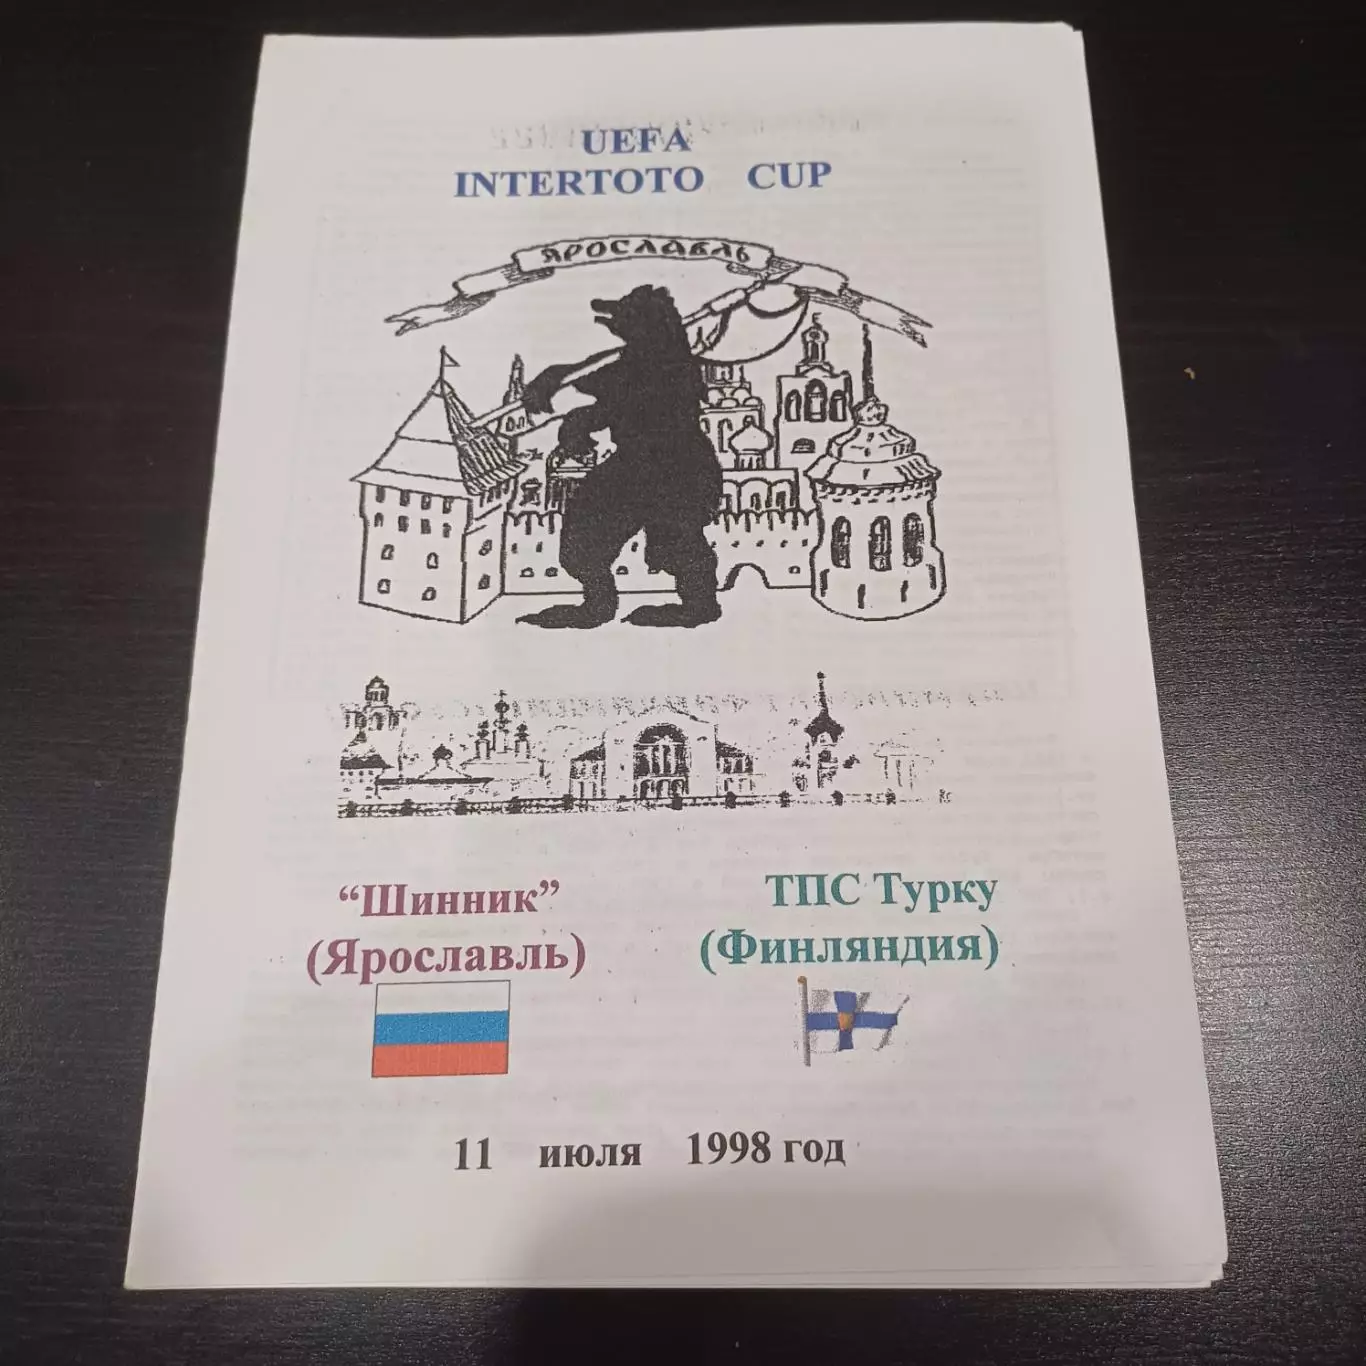 UEFA
INTERTOTO CUP
ЯРОСЛАВЛЬ
“Шинник”
(Ярославль)
ТПС Турку
(Финляндия)
11 июля 1998 год